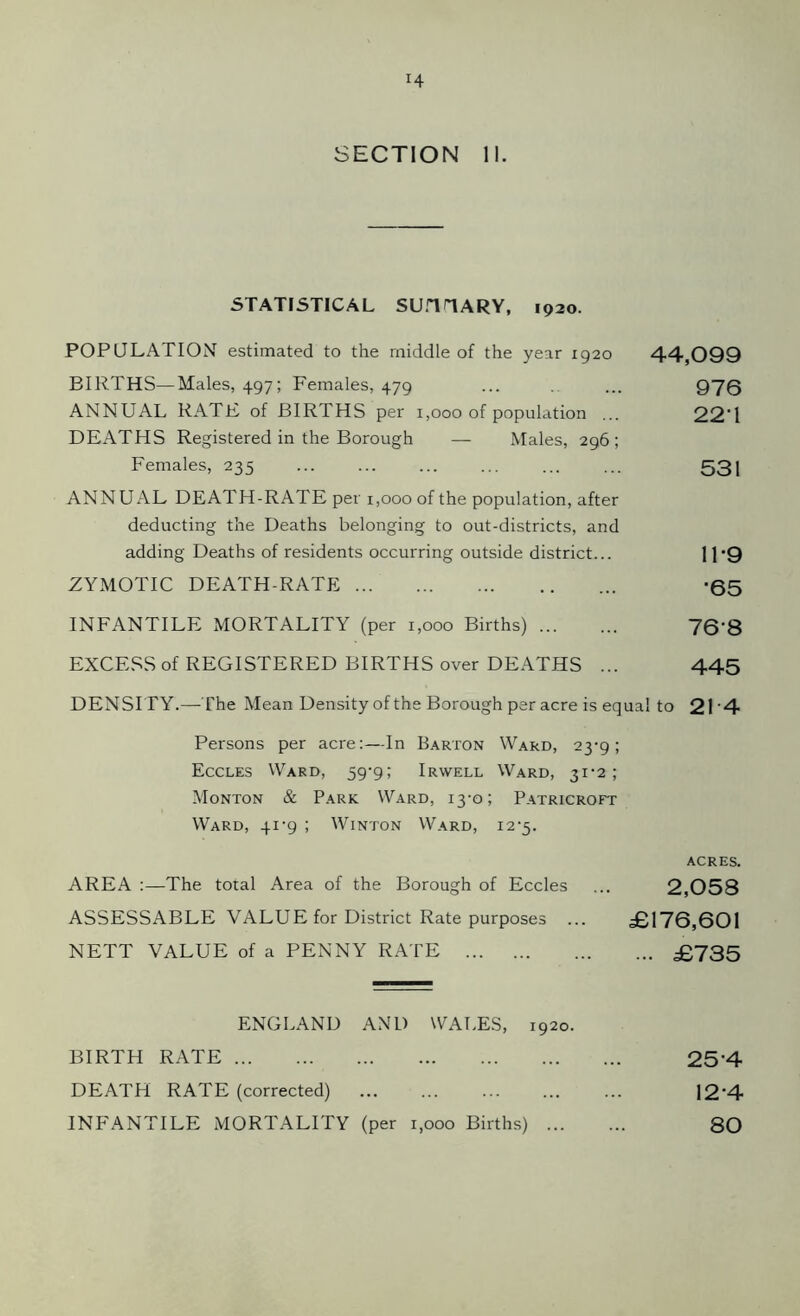 14
SECTION II.
STATISTICAL SUMMARY, 1920.
POPULATION estimated to the middle of the year 1920 44,099
BIRTHS—Males, 497; Females, 479 ... .. ... 976
ANNUAL RATE of BIRTHS per 1,000 of population ... 22·1
DEATHS Registered in the Borough — Males, 296;
Females, 235 ... ... ... ... ... ... 531
ANNUAL DEATH-RATE per 1,000 of the population, after
deducting the Deaths belonging to out-districts, and
adding Deaths of residents occurring outside district... 11·9
ZYMOTIC DEATH-RATE ... ... ... .. ... ·65
INFANTILE MORTALITY (per 1,000 Births) ... ... 76·8
EXCESS of REGISTERED BIRTHS over DEATHS ... 445
DENSITY.—The Mean Density of the Borough per acre is equal to 21·4
Persons per acre:—In Barton Ward, 23·9;
Eccles Ward, 59·9; Irwell Ward, 31·2;
Monton & Park Ward, 13·0; Patricroft
Ward, 41·9; Winton Ward, 12·5.
ACRES.
AREA :—The total Area of the Borough of Eccles ... 2,058
ASSESSABLE VALUE for District Rate purposes ... £176,601
NETT VALUE of a PENNY RATE ... ... ... ... £735
ENGLAND AND WALES, 1920.
BIRTH RATE ... ... ... ... ... ... ... 25·4
DEATH RATE (corrected) ... ... ... ... ... 12·4
INFANTILE MORTALITY (per 1,000 Births) ... ... 80